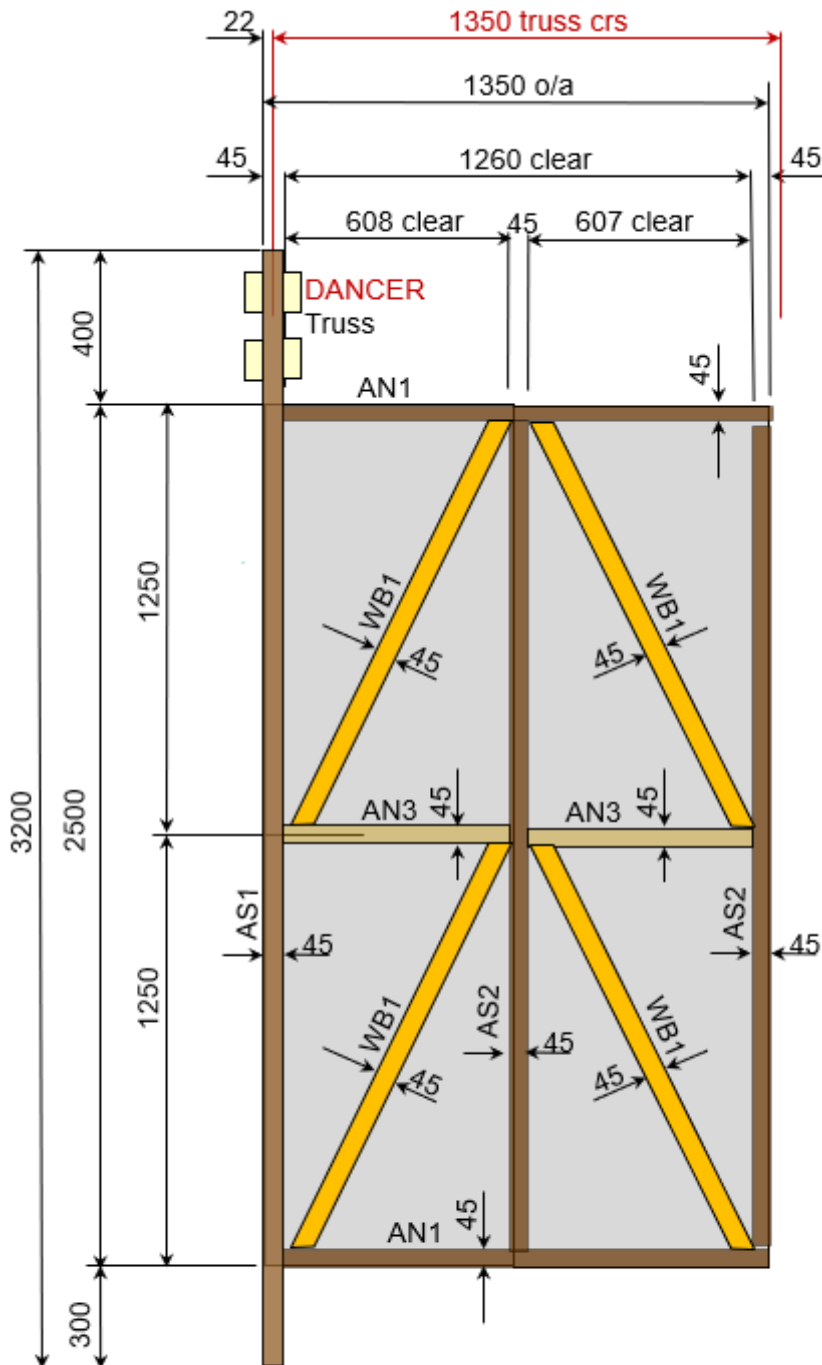 22
1350 truss crs
1350 o/a
45
1260 clear
45
608 clear
45
607 clear
DANCER
Truss
400
AN1
45
1250
WB1
45
WB1
45
3200
2500
AN3
45
AN3
45
AS1
45
AS2
45
1250
AS2
WB1
45
45
WB1
45
AN1
45
300